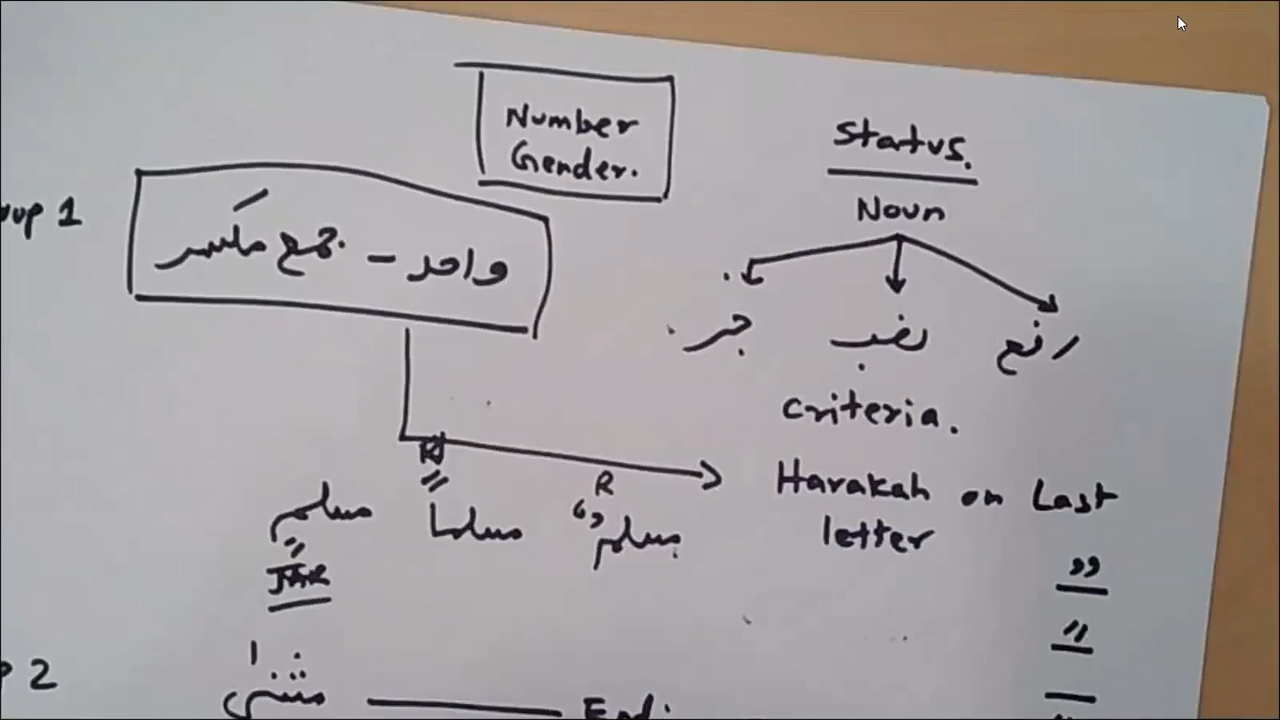 Number
Gender.
Status.
Noun
رفع نصب جر
1
واحد - جمع مكسر
criteria.
Harakah on Last
letter
R
مسلمٌ مسلماً مسلمٍ
JAR
2
مثنى